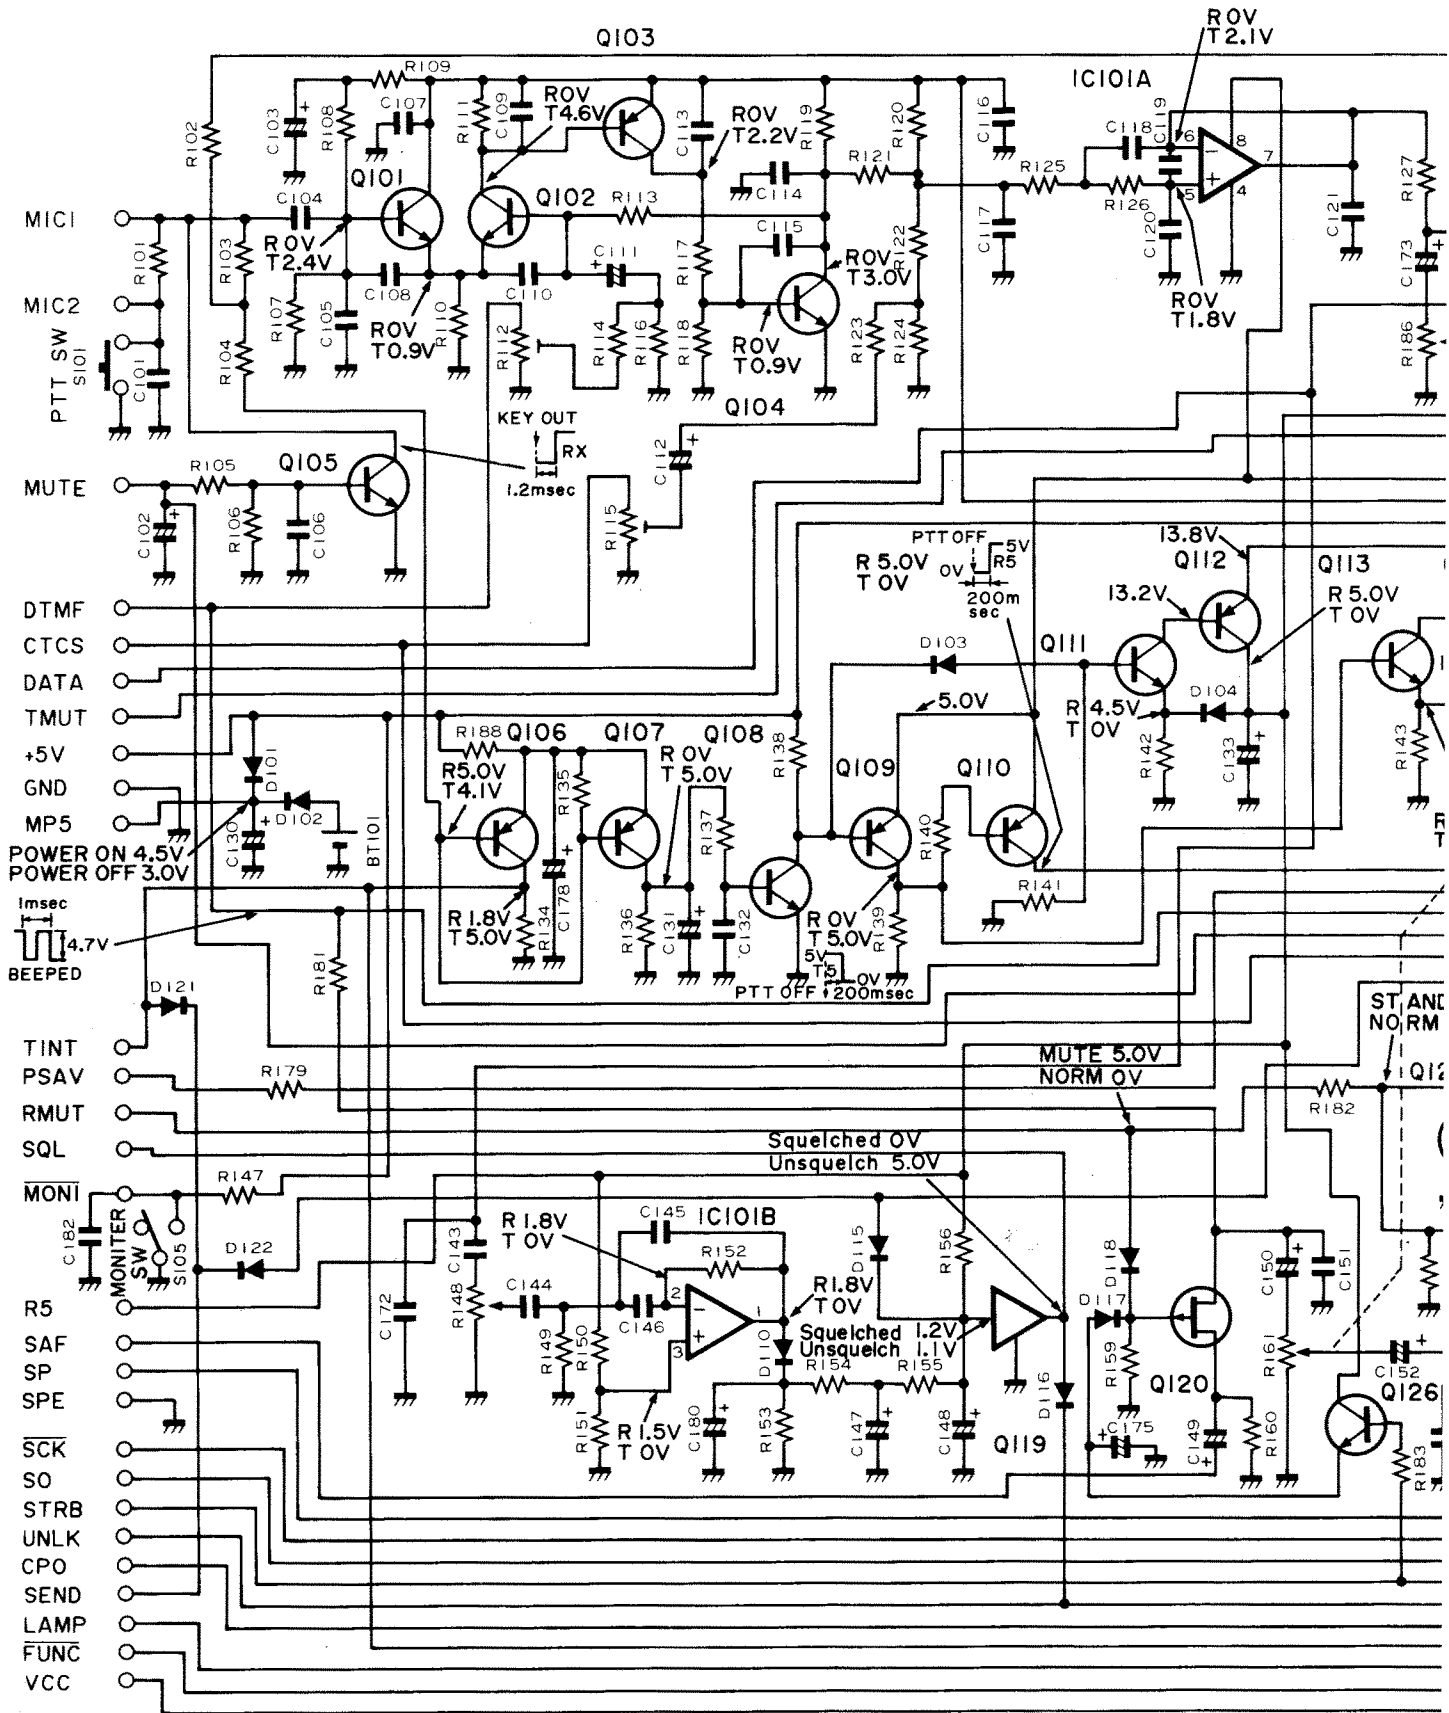 Q103
R0V
T2.1V
R109
IC101A
R102
C103
+
R108
C107
R111
C109
R0V
T4.6V
C113
R0V
T2.2V
R119
R120
C116
C118
C119
6
8
−
+
7
5
4
R127
Q101
C104
Q102
R113
C114
R121
R125
R126
MIC1
R0V
T2.4V
C117
C120
C121
R101
R103
C108
C110
C111
+
R117
C115
R0V
T3.0V
R122
R0V
T1.8V
C173
+
MIC2
R107
C105
R0V
T0.9V
R110
R112
R114
R116
R118
R0V
T0.9V
R123
R124
R186
PTT SW
S101
C101
R104
Q104
KEY OUT
RX
1.2msec
C112
+
MUTE
R105
Q105
C102
+
R106
C106
R115
PTT OFF
5V
R5
0V
200m
sec
R 5.0V
T 0V
13.8V
Q112
Q113
13.2V
R 5.0V
T 0V
DTMF
CTCS
D103
Q111
DATA
TMUT
5.0V
R 4.5V
T 0V
D104
+5V
R188
Q106
Q107
Q108
R138
Q109
Q110
R142
C133
+
R143
GND
D101
R5.0V
T4.1V
R135
R 0V
T 5.0V
MP5
D102
C130
+
BT101
R137
R140
POWER ON 4.5V
POWER OFF 3.0V
R
T
1msec
4.7V
BEEPED
R 1.8V
T 5.0V
R134
C178
+
R136
C131
+
C132
R 0V
T 5.0V
R139
R141
R181
5V
T5
0V
PTT OFF
200msec
D121
STAND
NORM
TINT
PSAV
R179
MUTE 5.0V
NORM 0V
Q12
RMUT
R182
SQL
Squelched 0V
Unsquelch 5.0V
MONI
R147
C182
MONITER
SW
S105
D122
C143
R 1.8V
T 0V
C145
IC101B
R152
D115
R156
D118
C150
+
C151
R5
C172
R148
C144
C146
2
−
1
+
3
R1.8V
T 0V
D117
SAF
R149
R150
D110
Squelched 1.2V
Unsquelch 1.1V
R159
R161
SP
R154
R155
D116
Q120
C152
+
Q126
SPE
R151
R 1.5V
T 0V
C180
+
R153
C147
+
C148
+
Q119
C175
+
C149
+
R160
R183
SCK
SO
STRB
UNLK
CPO
SEND
LAMP
FUNC
VCC